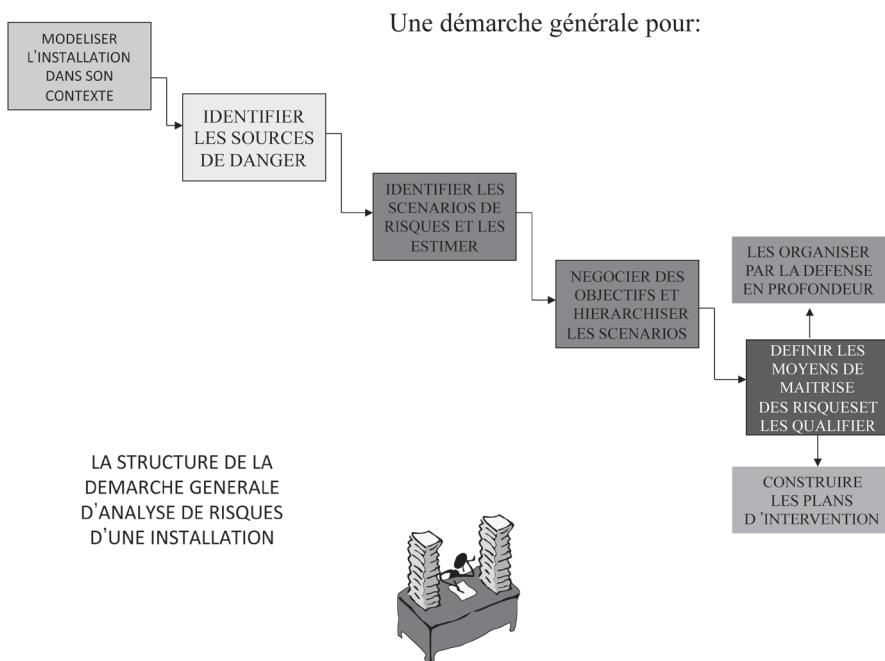 Une démarche générale pour:
MODELISER
L'INSTALLATION
DANS SON
CONTEXTE
IDENTIFIER
LES SOURCES
DE DANGER
IDENTIFIER LES
SCENARIOS DE
RISQUES ET LES
ESTIMER
NEGOCIER DES
OBJECTIFS ET
HIERARCHISER
LES SCENARIOS
LES ORGANISER
PAR LA DEFENSE
EN PROFONDEUR
DEFINIR LES
MOYENS DE
MAITRISE
DES RISQUESET
LES QUALIFIER
CONSTRUIRE
LES PLANS
D 'INTERVENTION
LA STRUCTURE DE LA
DEMARCHE GENERALE
D'ANALYSE DE RISQUES
D'UNE INSTALLATION